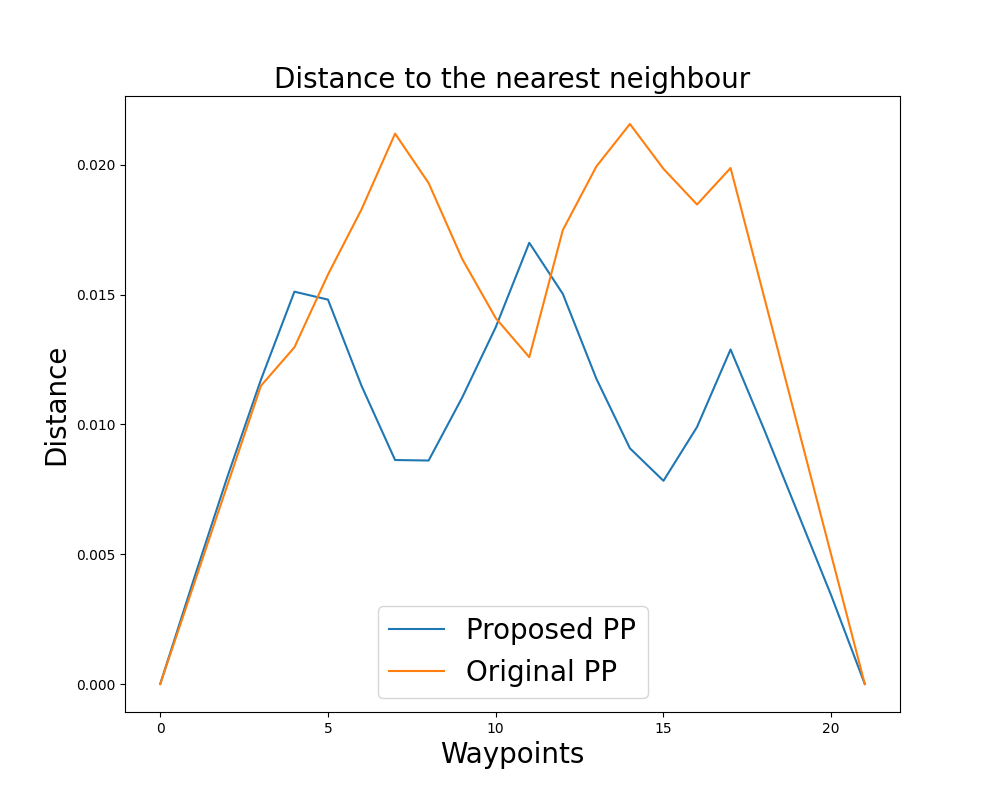 Distance to the nearest neighbour
0.020
0.015
0.010
0.005
0.000
Distance
Proposed PP
Original PP
0 5 10 15 20
Waypoints